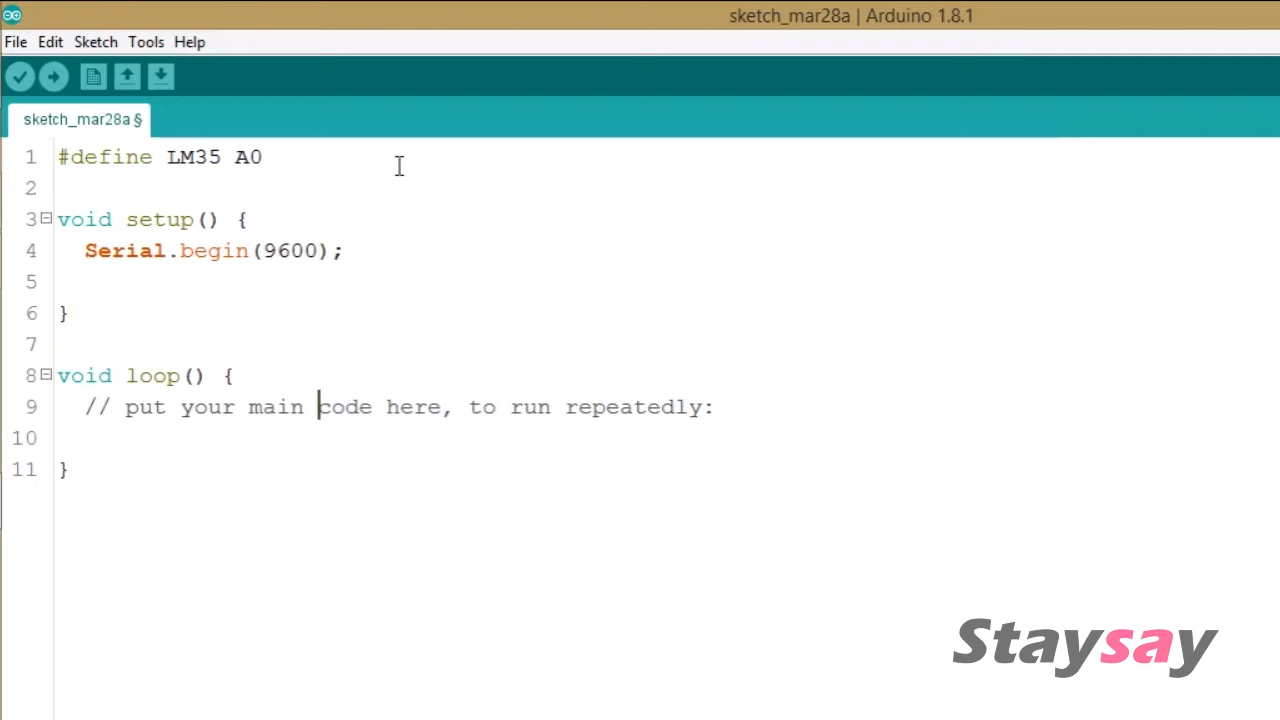 sketch_mar28a | Arduino 1.8.1
File Edit Sketch Tools Help
sketch_mar28a §
1 #define LM35 A0
2
3 void setup() {
4 Serial.begin(9600);
5
6 }
7
8 void loop() {
9 // put your main code here, to run repeatedly:
10
11 }
Staysay